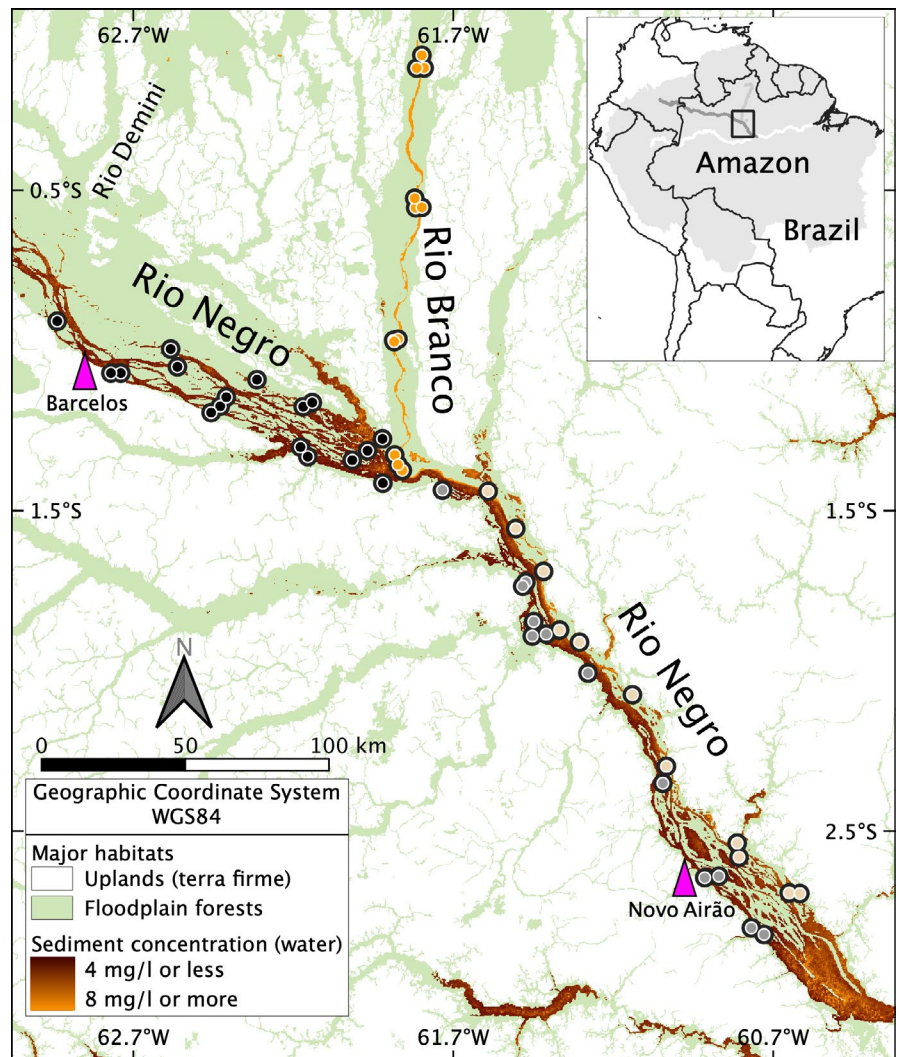 62.7°W
61.7°W
Rio Demini
0.5°S
Rio Negro
Rio Branco
Amazon
Brazil
Barcelos
1.5°S
1.5°S
Rio Negro
N
0
50
100 km
Geographic Coordinate System
WGS84
Major habitats
Uplands (terra firme)
Floodplain forests
Sediment concentration (water)
4 mg/l or less
8 mg/l or more
2.5°S
Novo Airão
62.7°W
61.7°W
60.7°W